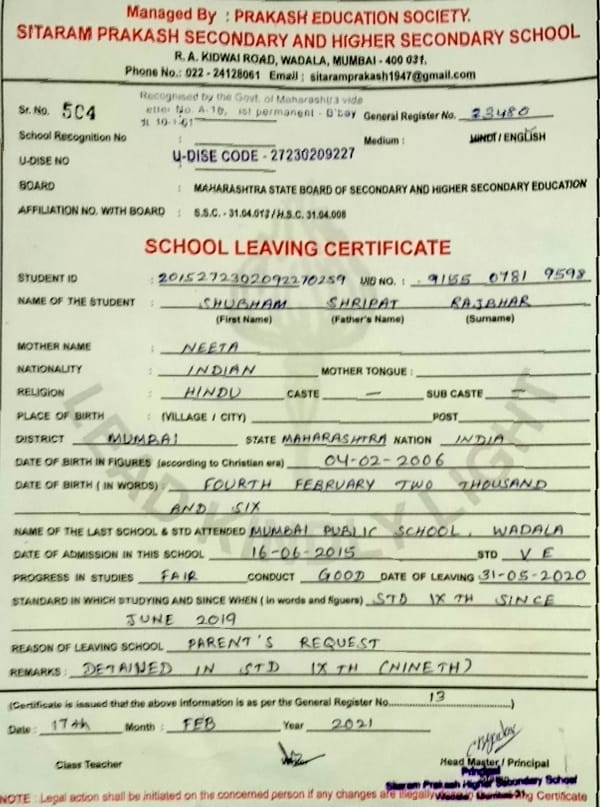 Managed By : PRAKASH EDUCATION SOCIETY.
SITARAM PRAKASH SECONDARY AND HIGHER SECONDARY SCHOOL
R. A. KIDWAI ROAD, WADALA, MUMBAI - 400 031.
Phone No.: 022 - 24128061 Email : sitaramprakash1947@gmail.com
Recognised by the Govt. of Maharashtra vide
Sr. No. 504 letter No. A-10, 1st permanent - B'bay General Register No. 23480
School Recognition No : Medium : HINDI / ENGLISH
U-DISE NO U-DISE CODE - 27230209227
BOARD : MAHARASHTRA STATE BOARD OF SECONDARY AND HIGHER SECONDARY EDUCATION
AFFILIATION NO. WITH BOARD : S.S.C. - 31.04.013 / H.S.C. 31.04.008
SCHOOL LEAVING CERTIFICATE
STUDENT ID : 2015272302092270259 UID NO. : 9155 0781 9598
NAME OF THE STUDENT : SHUBHAM SHRIPAT RAJBHAR
(First Name) (Father's Name) (Surname)
MOTHER NAME : NEETA
NATIONALITY : INDIAN MOTHER TONGUE :
RELIGION : HINDU CASTE — SUB CASTE —
PLACE OF BIRTH : (VILLAGE / CITY) POST
DISTRICT MUMBAI STATE MAHARASHTRA NATION INDIA
DATE OF BIRTH IN FIGURES (according to Christian era) 04-02-2006
DATE OF BIRTH ( IN WORDS) : FOURTH FEBRUARY TWO THOUSAND
AND SIX
NAME OF THE LAST SCHOOL & STD ATTENDED MUMBAI PUBLIC SCHOOL, WADALA
DATE OF ADMISSION IN THIS SCHOOL 16-06-2015 STD V E
PROGRESS IN STUDIES FAIR CONDUCT GOOD DATE OF LEAVING 31-05-2020
STANDARD IN WHICH STUDYING AND SINCE WHEN ( in words and figuers) STD IX TH SINCE
JUNE 2019
REASON OF LEAVING SCHOOL PARENT'S REQUEST
REMARKS : DETAINED IN STD IX TH (NINETH)
(Certificate is issued that the above information is as per the General Register No. 13 )
Date : 17th Month : FEB Year 2021
Class Teacher Head Master / Principal
Principal
Sitaram Prakash Higher Secondary School
NOTE : Legal action shall be initiated on the concerned person if any changes are illegally Leaving Certificate
LEAD KINDLY LIGHT